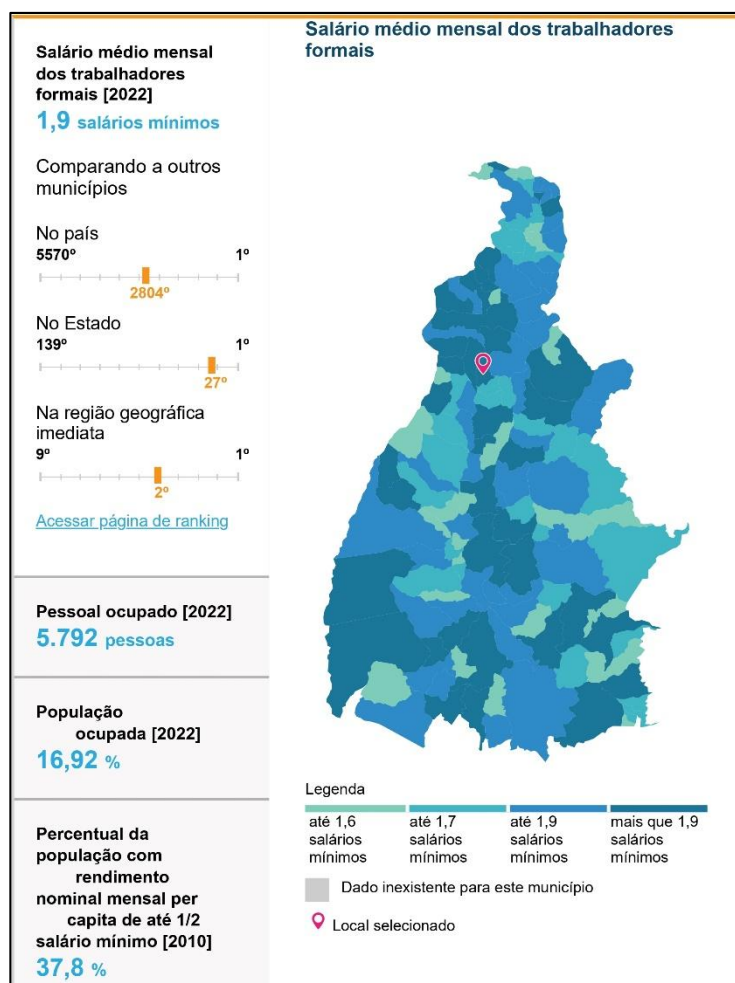 Salário médio mensal
dos trabalhadores
formais [2022]
1,9 salários mínimos
Comparando a outros
municípios
No país
5570º 1º
2804º
No Estado
139º 1º
27º
Na região geográfica
imediata
9º 1º
2º
Acessar página de ranking
Pessoal ocupado [2022]
5.792 pessoas
População
ocupada [2022]
16,92 %
Percentual da
população com
rendimento
nominal mensal per
capita de até 1/2
salário mínimo [2010]
37,8 %
Salário médio mensal dos trabalhadores
formais
Legenda
até 1,6
salários
mínimos
até 1,7
salários
mínimos
até 1,9
salários
mínimos
mais que 1,9
salários
mínimos
Dado inexistente para este município
Local selecionado